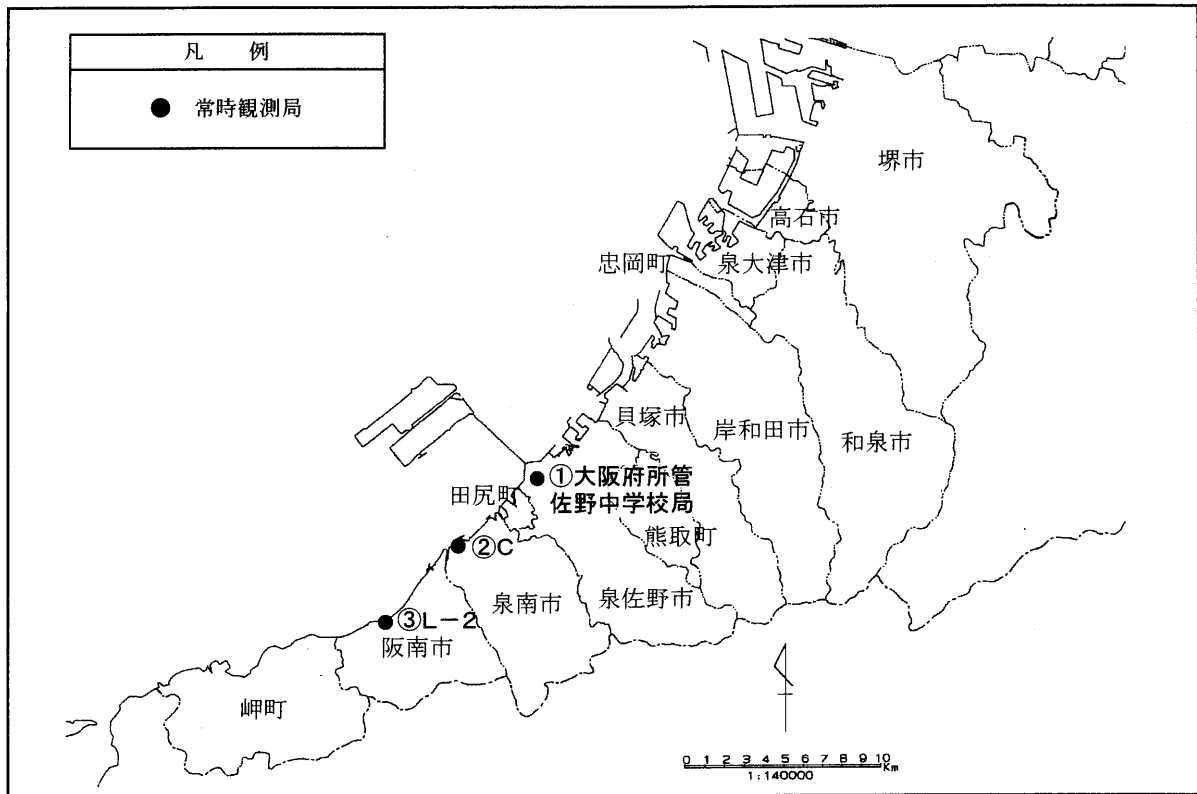 凡 例
● 常時観測局
堺市
高石市
忠岡町
泉大津市
貝塚市
岸和田市
和泉市
①大阪府所管
佐野中学校局
田尻町
②C
熊取町
泉南市
泉佐野市
③L-2
阪南市
岬町
0 1 2 3 4 5 6 7 8 9 10
Km
1:140000